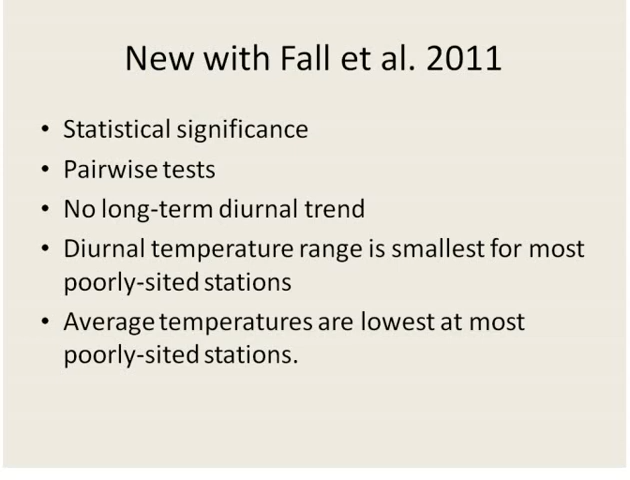 New with Fall et al. 2011
• Statistical significance
• Pairwise tests
• No long-term diurnal trend
• Diurnal temperature range is smallest for most
poorly-sited stations
• Average temperatures are lowest at most
poorly-sited stations.